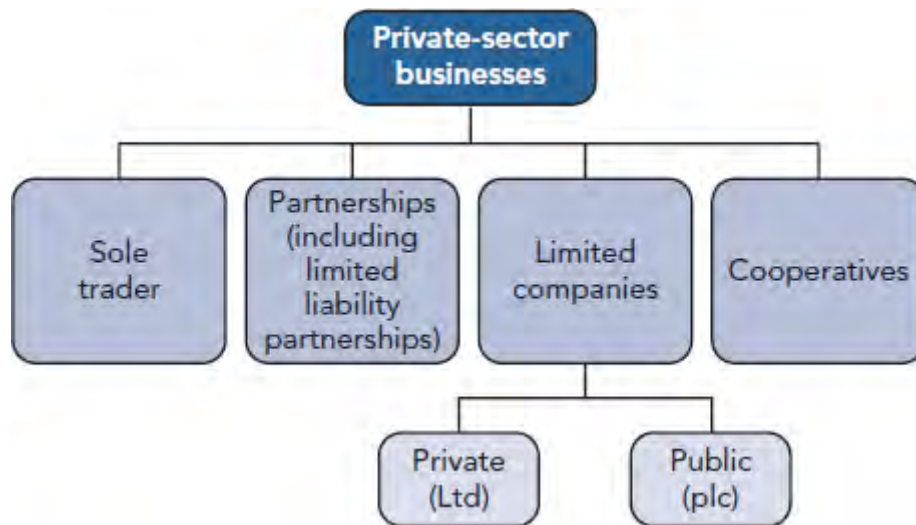 Private-sector
businesses
Sole
trader
Partnerships
(including
limited
liability
partnerships)
Limited
companies
Cooperatives
Private
(Ltd)
Public
(plc)